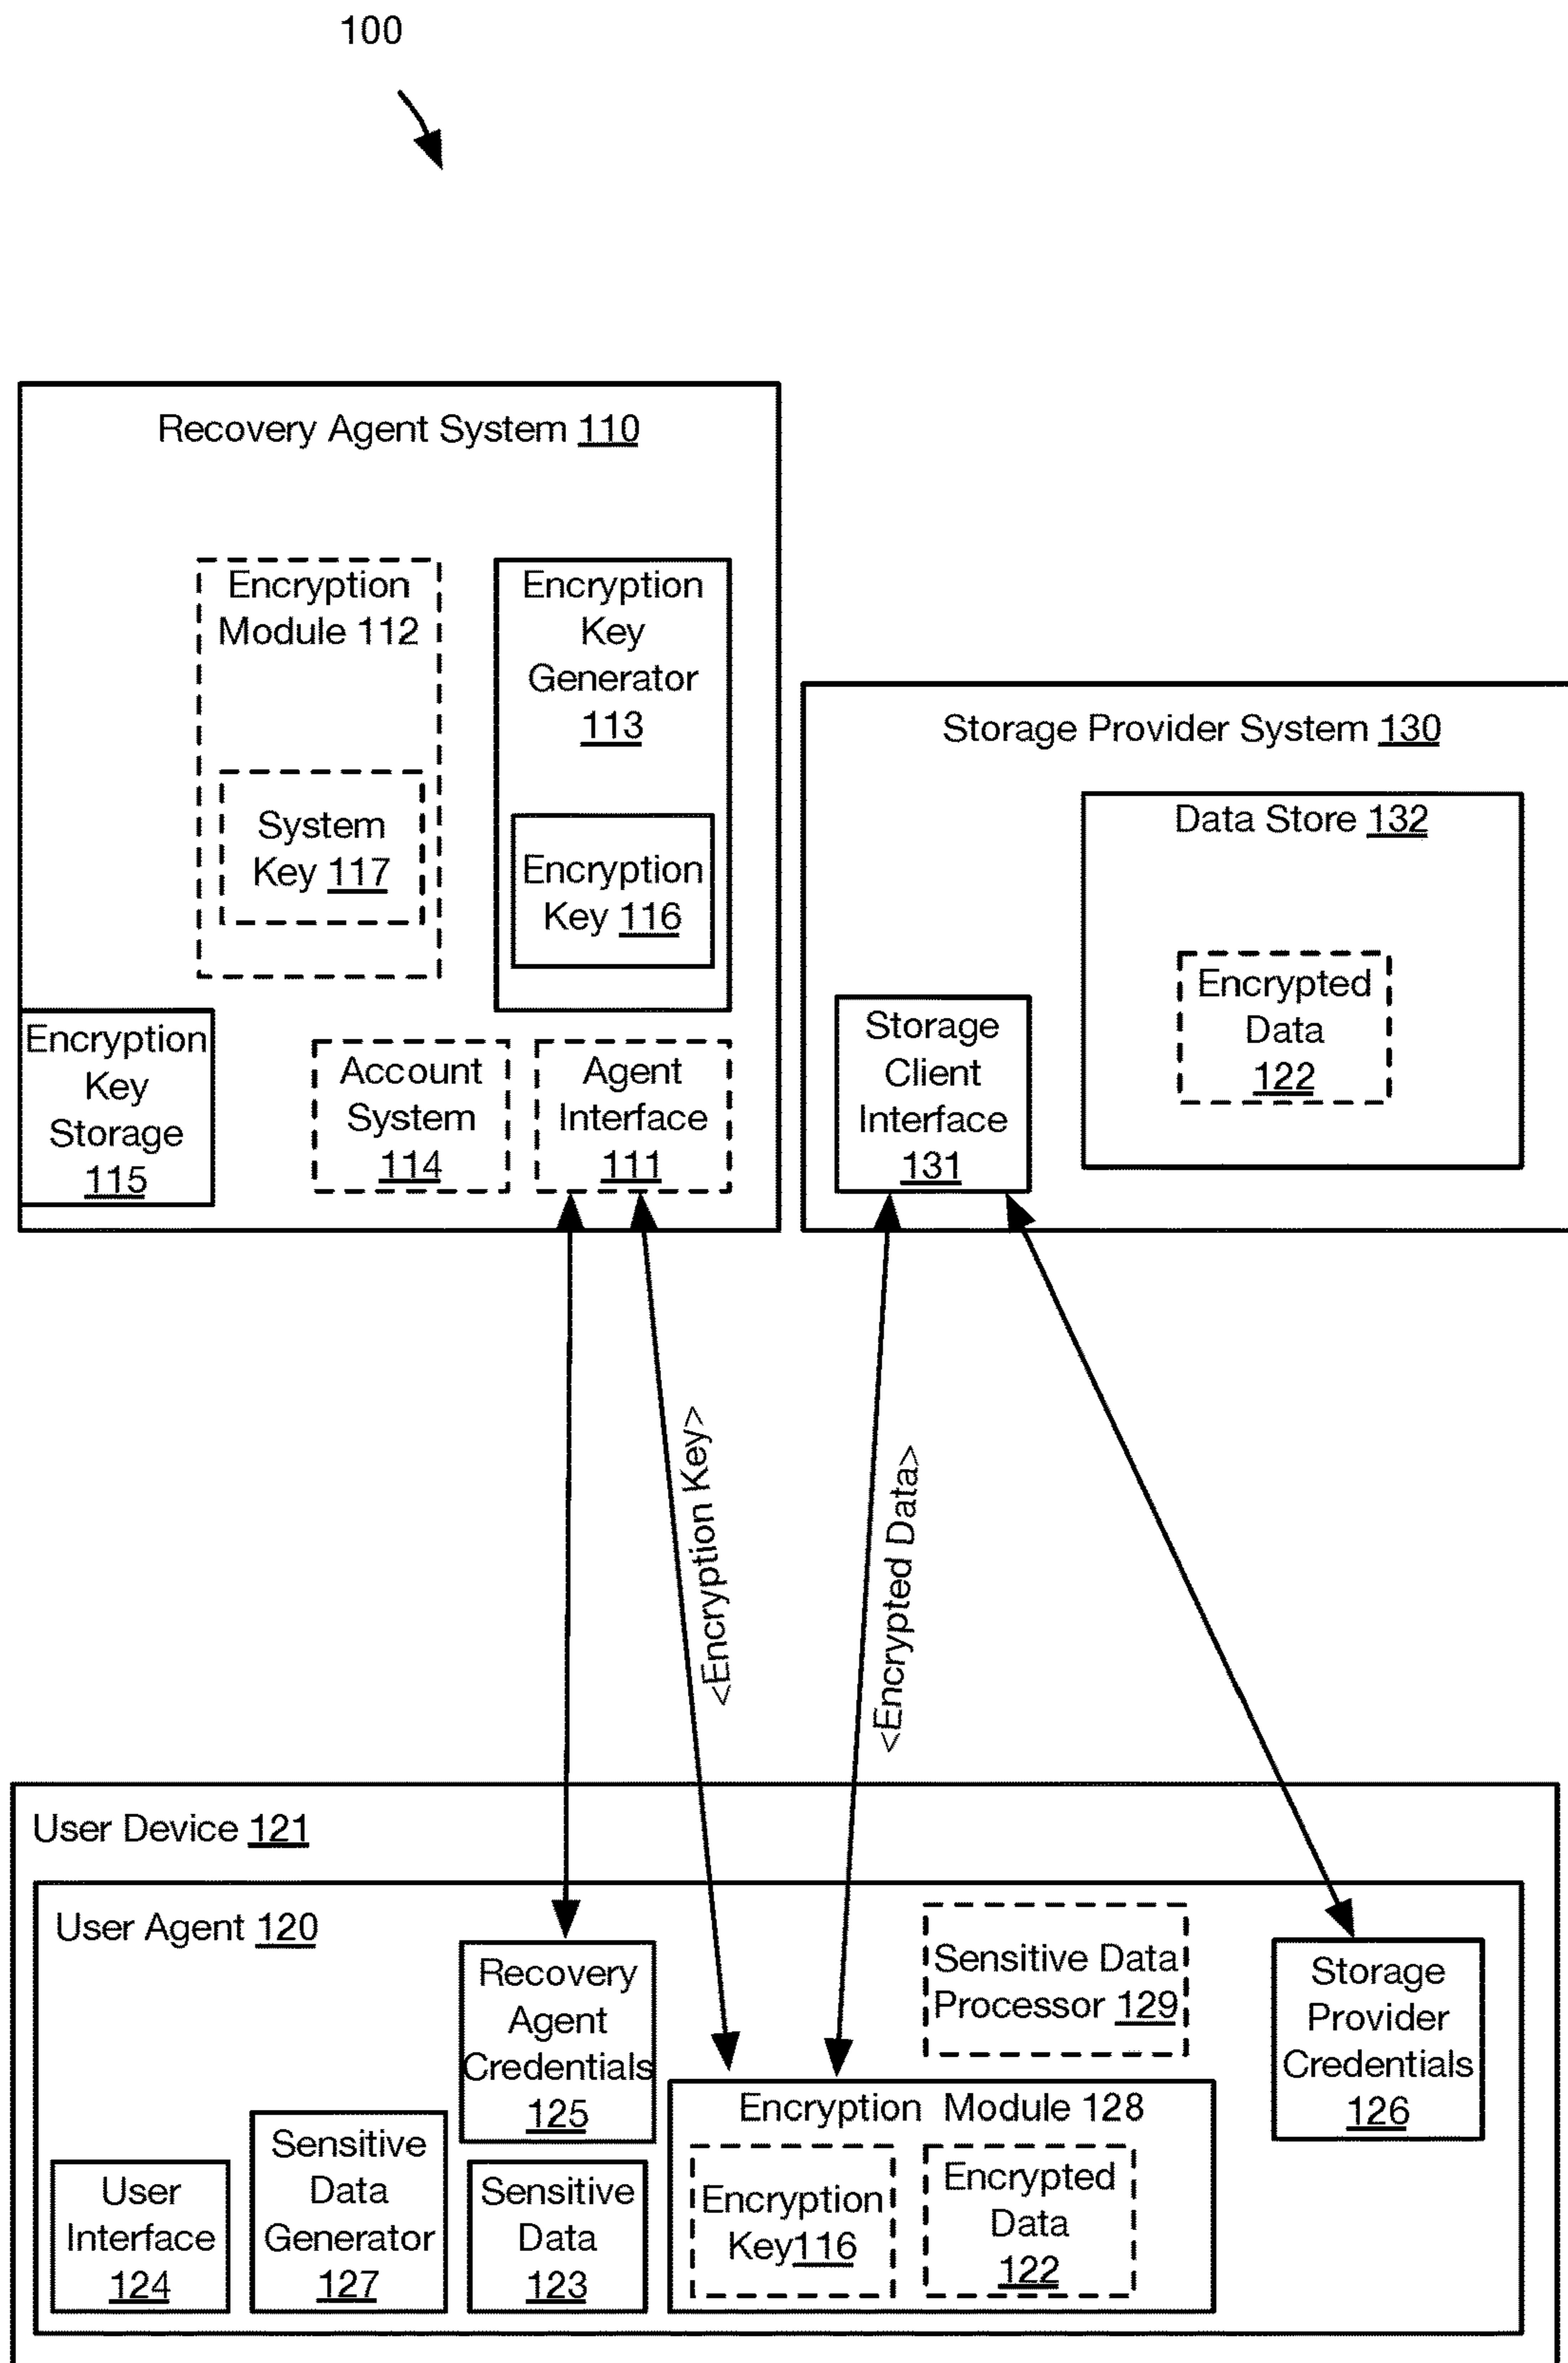 100
Recovery Agent System 110
Encryption
Module 112
System
Key 117
Encryption
Key
Generator
113
Encryption
Key 116
Encryption
Key
Storage
115
Account
System
114
Agent
Interface
111
Storage Provider System 130
Data Store 132
Encrypted
Data
122
Storage
Client
Interface
131
<Encryption Key>
<Encrypted Data>
User Device 121
User Agent 120
Recovery
Agent
Credentials
125
Sensitive Data
Processor 129
Storage
Provider
Credentials
126
User
Interface
124
Sensitive
Data
Generator
127
Sensitive
Data
123
Encryption Module 128
Encryption
Key116
Encrypted
Data
122